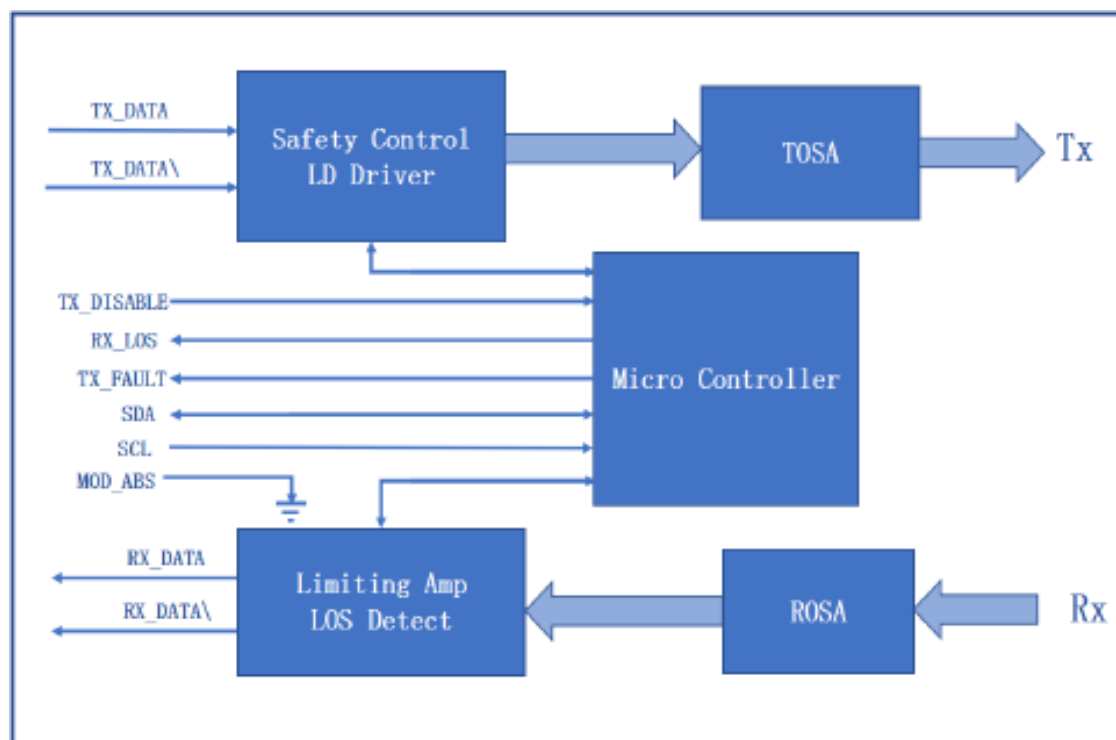 TX_DATA
TX_DATA\
Safety Control
LD Driver
TOSA
Tx
TX_DISABLE
RX_LOS
TX_FAULT
SDA
SCL
MOD_ABS
Micro Controller
RX_DATA
RX_DATA\
Limiting Amp
LOS Detect
ROSA
Rx